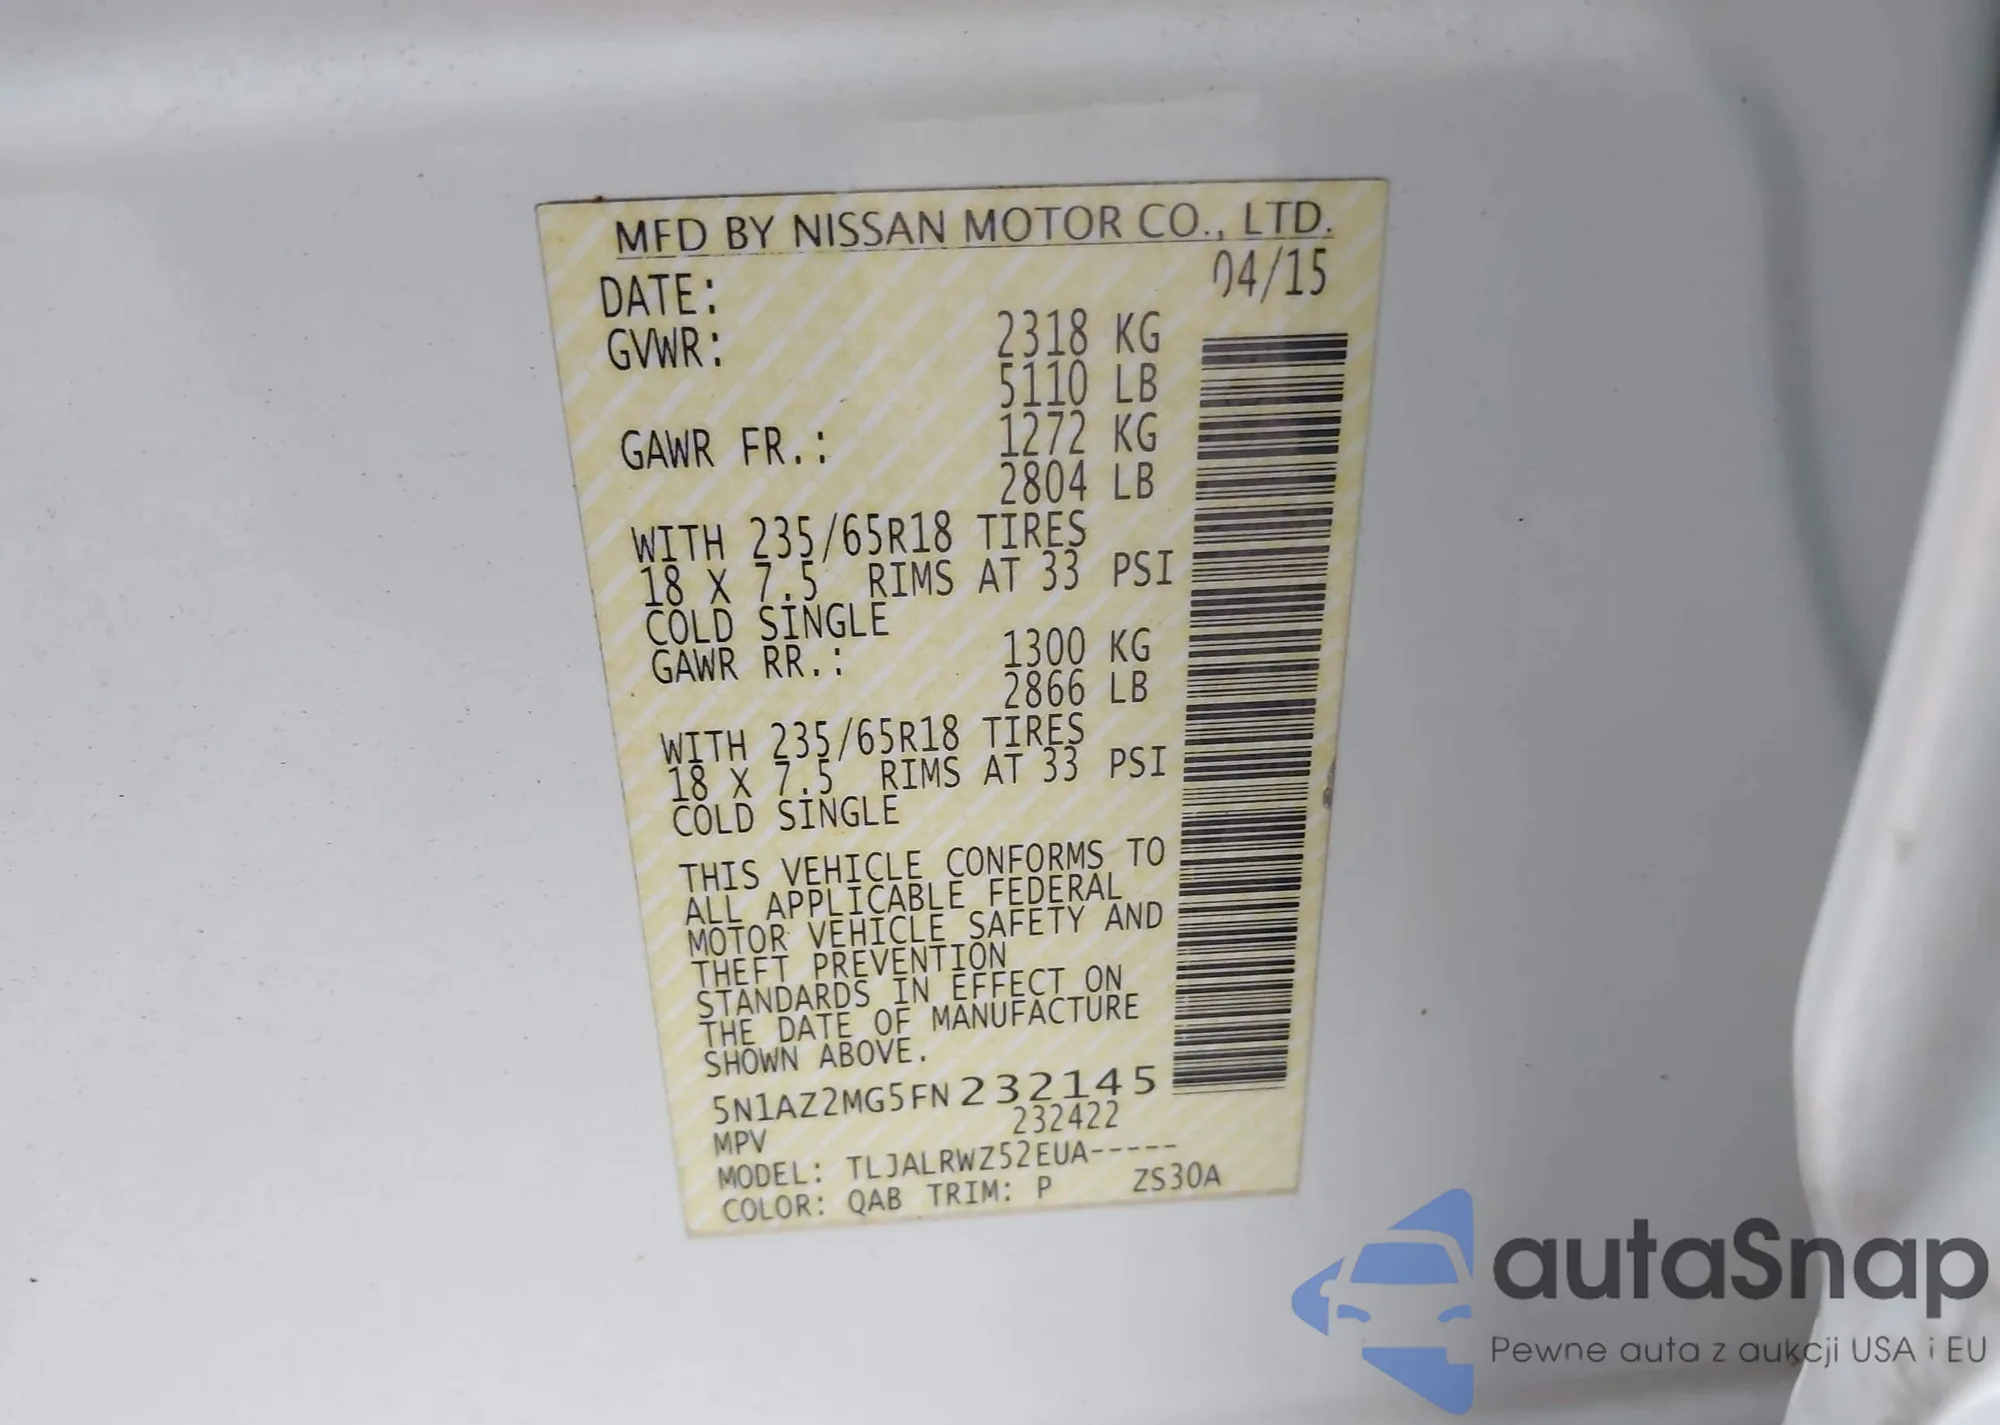 MFD BY NISSAN MOTOR CO., LTD.
DATE: 04/15
GVWR: 2318 KG
5110 LB
GAWR FR.: 1272 KG
2804 LB
WITH 235/65R18 TIRES
18 X 7.5 RIMS AT 33 PSI
COLD SINGLE
GAWR RR.: 1300 KG
2866 LB
WITH 235/65R18 TIRES
18 X 7.5 RIMS AT 33 PSI
COLD SINGLE
THIS VEHICLE CONFORMS TO
ALL APPLICABLE FEDERAL
MOTOR VEHICLE SAFETY AND
THEFT PREVENTION
STANDARDS IN EFFECT ON
THE DATE OF MANUFACTURE
SHOWN ABOVE.
5N1AZ2MG5FN232145
MPV 232422
MODEL: TLJALRWZ52EUA-----
COLOR: QAB TRIM: P ZS30A
autaSnap
Pewne auta z aukcji USA i EU